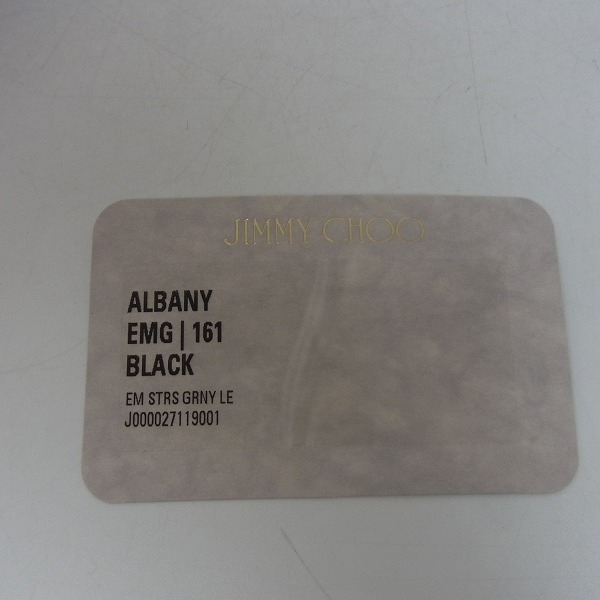 JIMMY CHOO
ALBANY
EMG | 161
BLACK
EM STRS GRNY LE
J000027119001